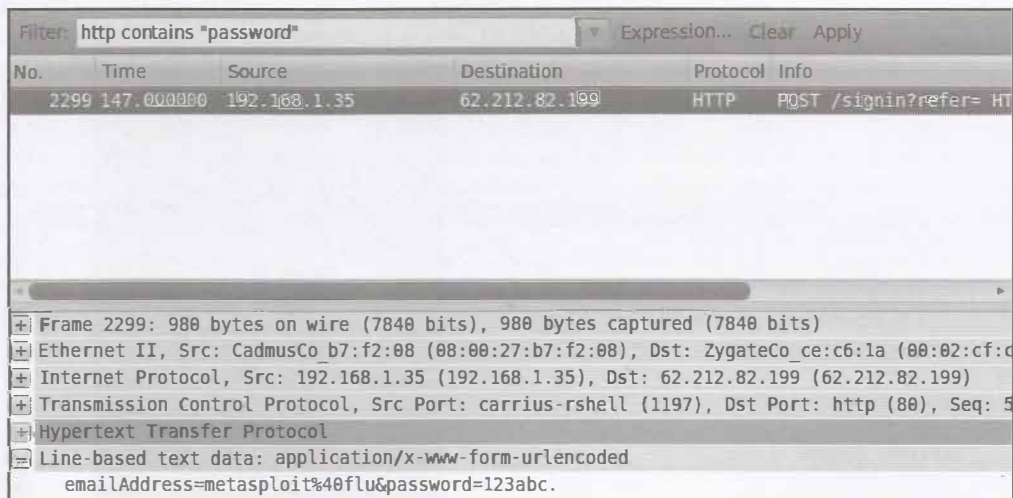 Filter: http contains "password" Expression... Clear Apply
No. Time Source Destination Protocol Info
2299 147.000000 192.168.1.35 62.212.82.199 HTTP POST /signin?refer= HT
Frame 2299: 980 bytes on wire (7840 bits), 980 bytes captured (7840 bits)
Ethernet II, Src: CadmusCo_b7:f2:08 (08:00:27:b7:f2:08), Dst: ZygateCo_ce:c6:1a (00:02:cf:c
Internet Protocol, Src: 192.168.1.35 (192.168.1.35), Dst: 62.212.82.199 (62.212.82.199)
Transmission Control Protocol, Src Port: carrius-rshell (1197), Dst Port: http (80), Seq: 5
Hypertext Transfer Protocol
Line-based text data: application/x-www-form-urlencoded
emailAddress=metasploit%40flu&password=123abc.